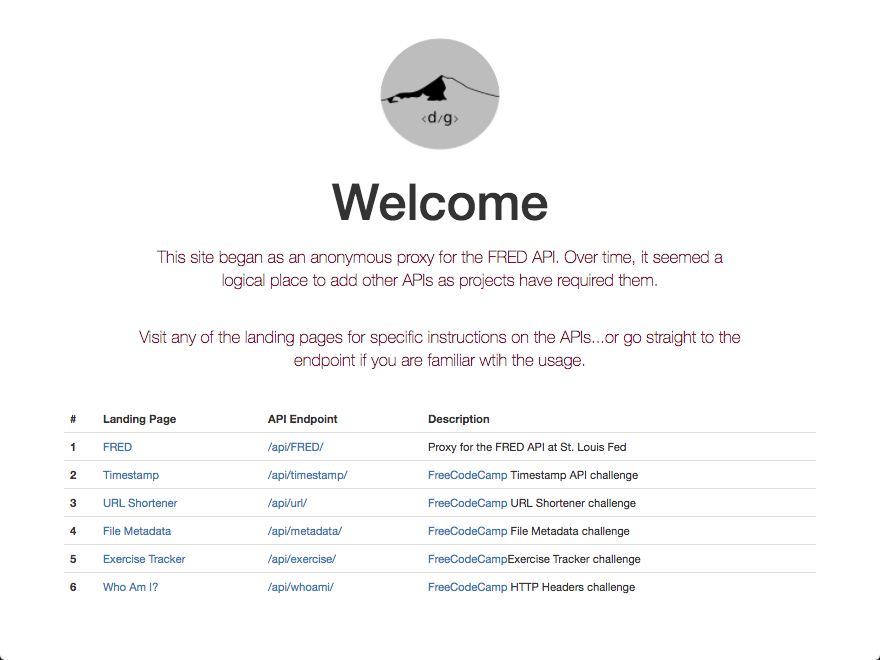 <d/g>
Welcome
This site began as an anonymous proxy for the FRED API. Over time, it seemed a
logical place to add other APIs as projects have required them.
Visit any of the landing pages for specific instructions on the APIs...or go straight to the
endpoint if you are familiar wtih the usage.
# Landing Page API Endpoint Description
1 FRED /api/FRED/ Proxy for the FRED API at St. Louis Fed
2 Timestamp /api/timestamp/ FreeCodeCamp Timestamp API challenge
3 URL Shortener /api/url/ FreeCodeCamp URL Shortener challenge
4 File Metadata /api/metadata/ FreeCodeCamp File Metadata challenge
5 Exercise Tracker /api/exercise/ FreeCodeCampExercise Tracker challenge
6 Who Am I? /api/whoami/ FreeCodeCamp HTTP Headers challenge